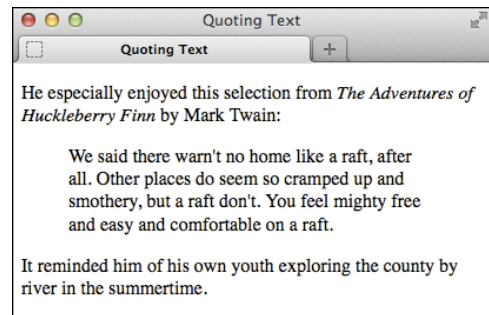 Quoting Text
Quoting Text
He especially enjoyed this selection from The Adventures of
Huckleberry Finn by Mark Twain:
We said there warn't no home like a raft, after
all. Other places do seem so cramped up and
smothery, but a raft don't. You feel mighty free
and easy and comfortable on a raft.
It reminded him of his own youth exploring the county by
river in the summertime.